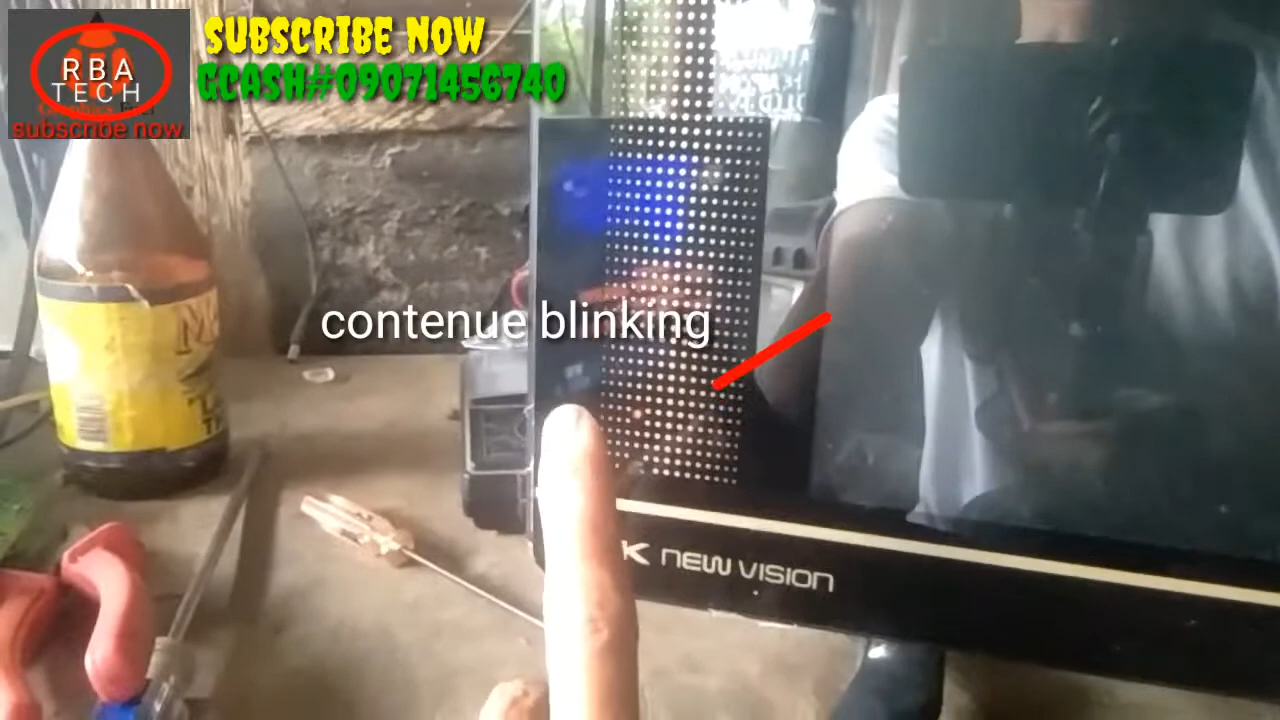 SUBSCRIBE NOW
GCASH#09071456740
RBA
TECH
subscribe now
contenue blinking
K NEW VISION